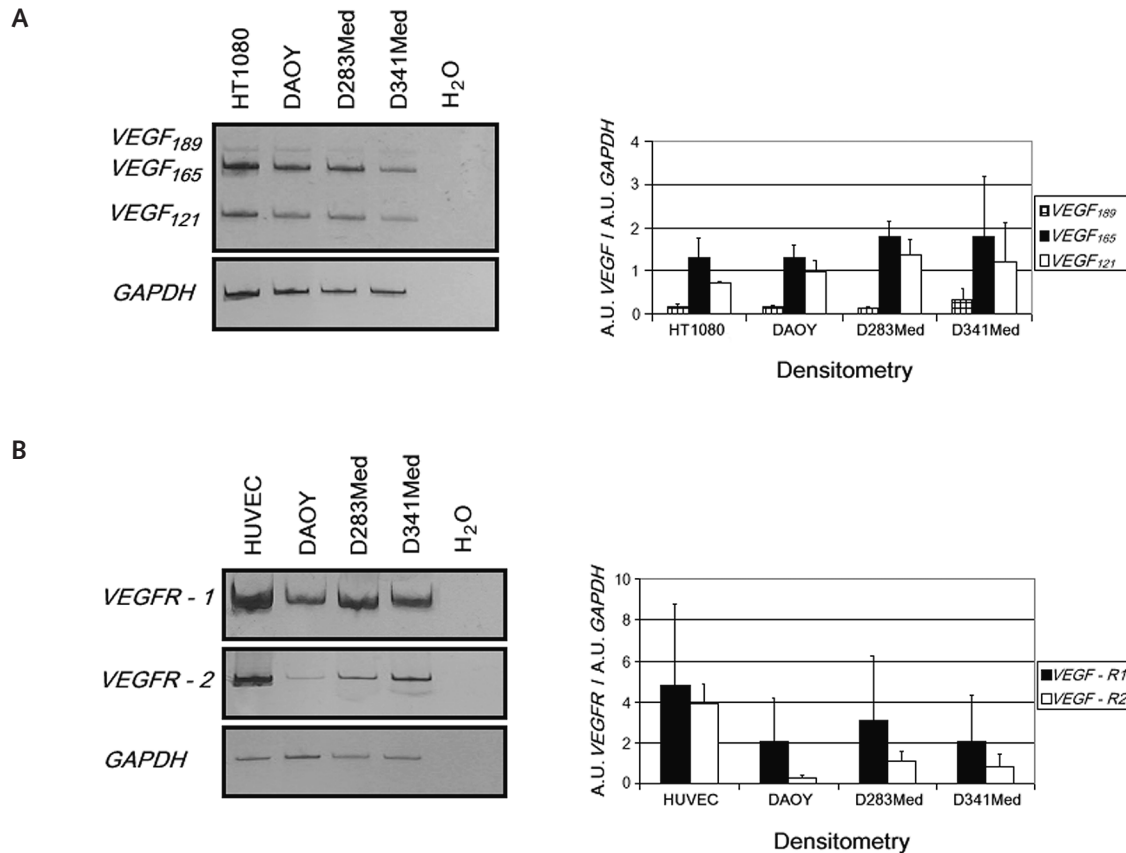 A
HT1080
DAOY
D283Med
D341Med
H₂O
VEGF₁₈₉
VEGF₁₆₅
VEGF₁₂₁
GAPDH
A.U. VEGF / A.U. GAPDH
4
3
2
1
0
HT1080 DAOY D283Med D341Med
Densitometry
VEGF₁₈₉
VEGF₁₆₅
VEGF₁₂₁
B
HUVEC
DAOY
D283Med
D341Med
H₂O
VEGFR - 1
VEGFR - 2
GAPDH
A.U. VEGFR / A.U. GAPDH
10
8
6
4
2
0
HUVEC DAOY D283Med D341Med
Densitometry
VEGF - R1
VEGF - R2